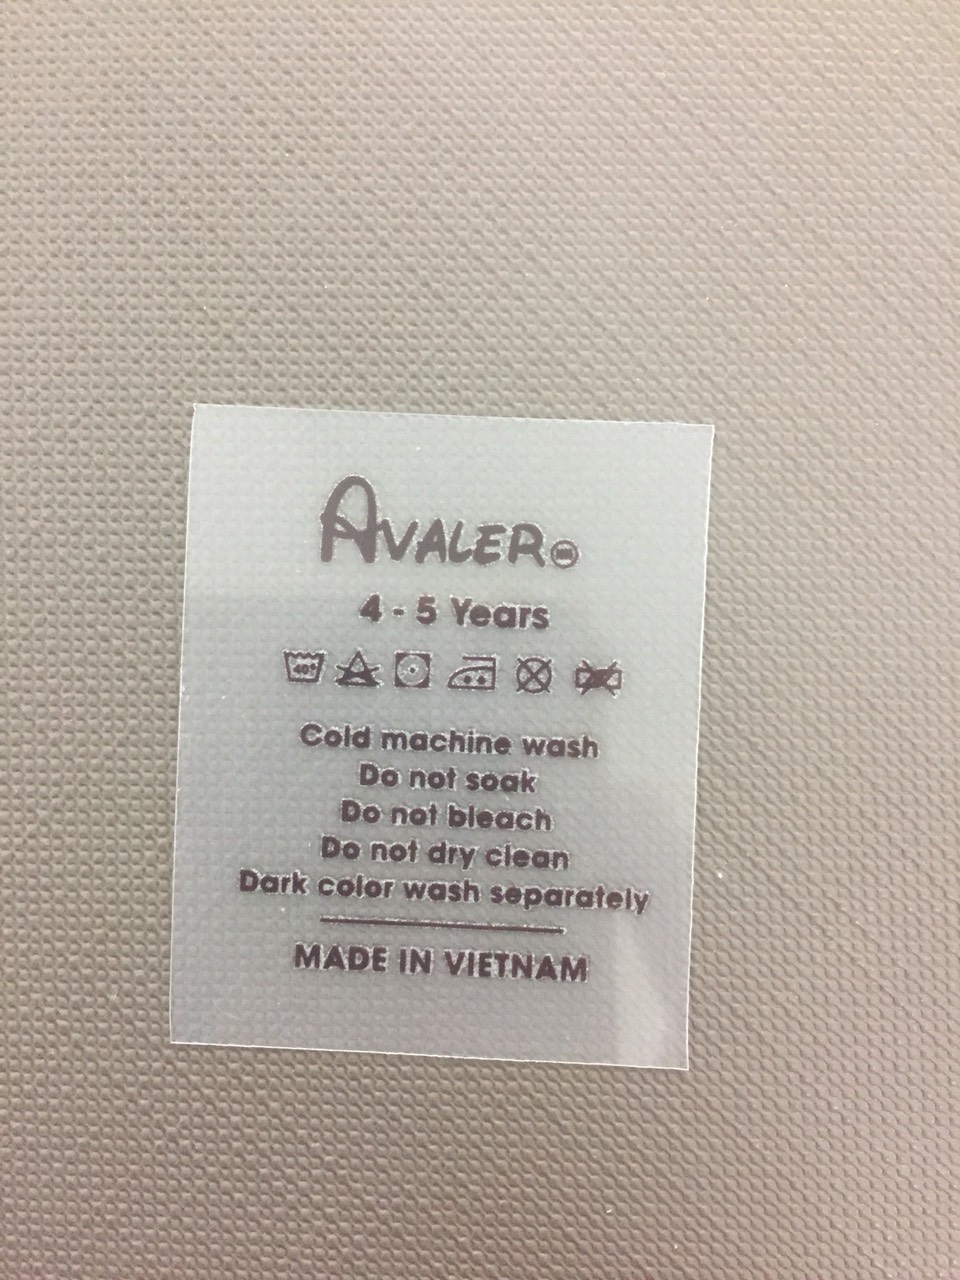 AVALER
4 - 5 Years
40°
Cold machine wash
Do not soak
Do not bleach
Do not dry clean
Dark color wash separately
MADE IN VIETNAM